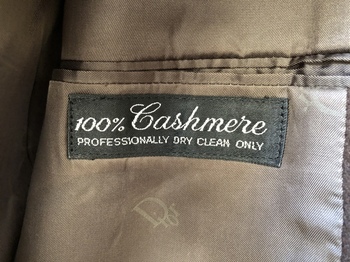 100% Cashmere
PROFESSIONALLY DRY CLEAN ONLY